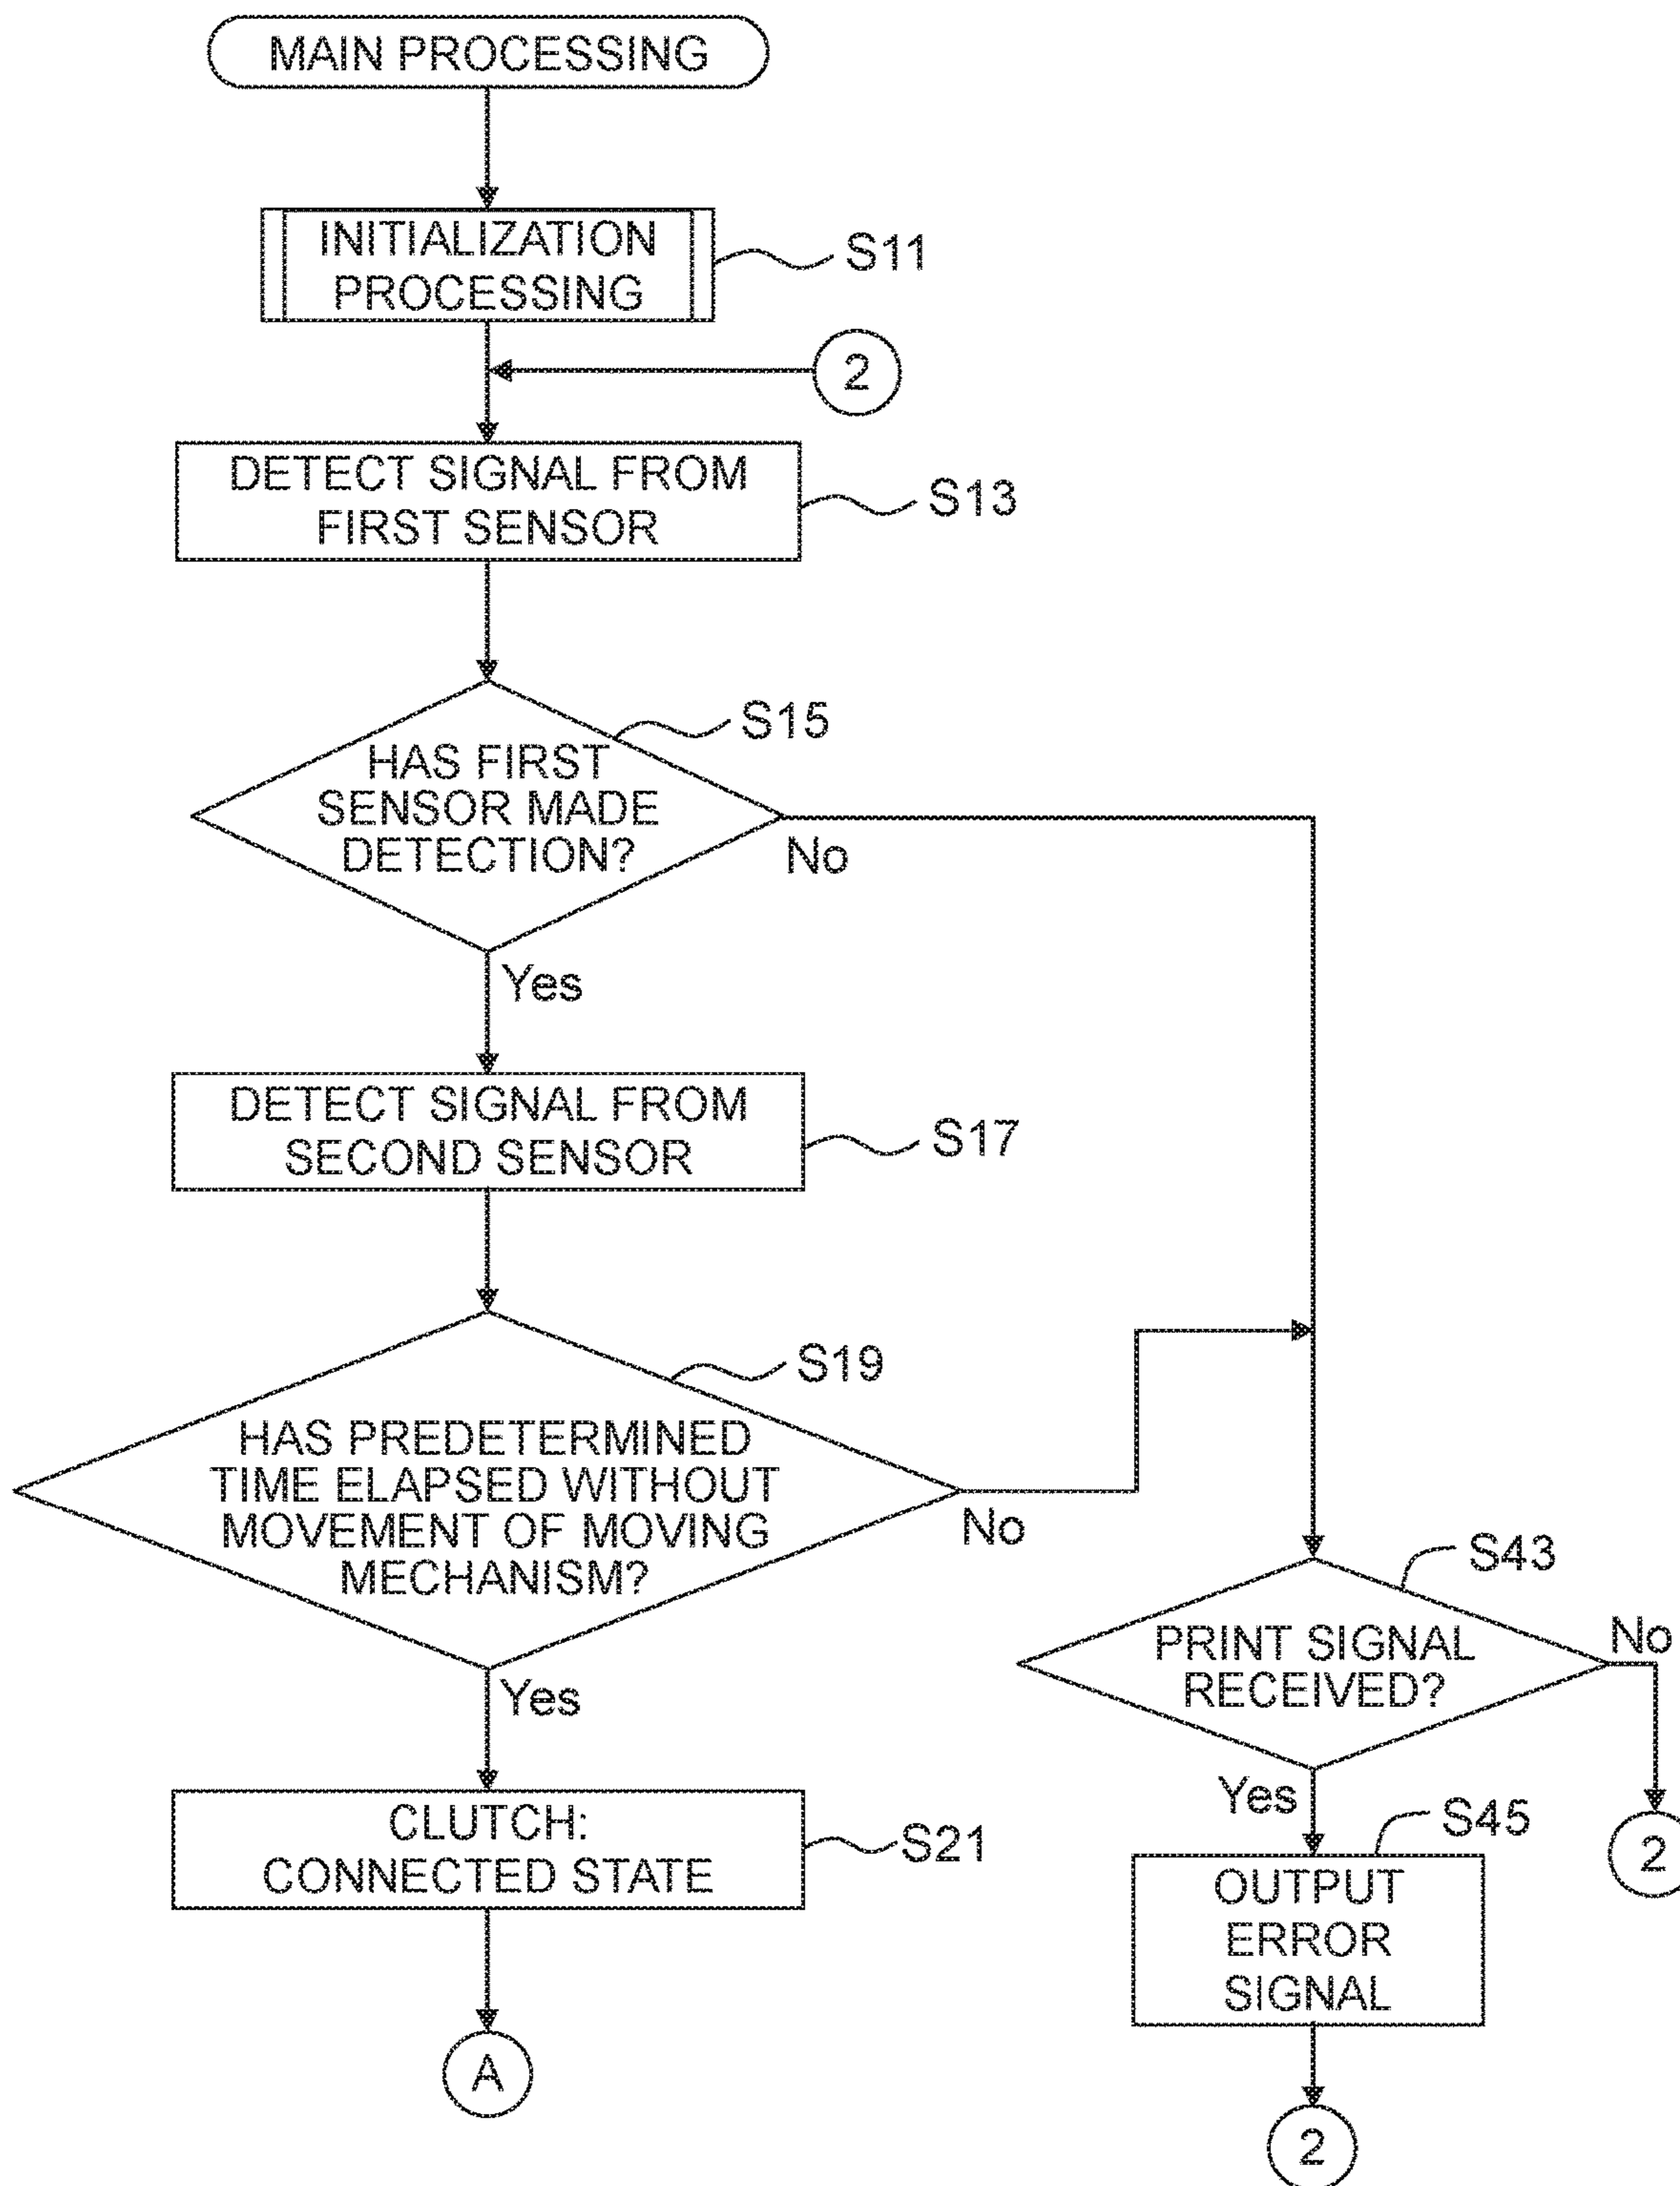 MAIN PROCESSING
INITIALIZATION
PROCESSING
S11
2
DETECT SIGNAL FROM
FIRST SENSOR
S13
S15
HAS FIRST
SENSOR MADE
DETECTION?
No
Yes
DETECT SIGNAL FROM
SECOND SENSOR
S17
S19
HAS PREDETERMINED
TIME ELAPSED WITHOUT
MOVEMENT OF MOVING
MECHANISM?
No
Yes
CLUTCH:
CONNECTED STATE
S21
A
S43
PRINT SIGNAL
RECEIVED?
No
2
Yes
S45
OUTPUT
ERROR
SIGNAL
2